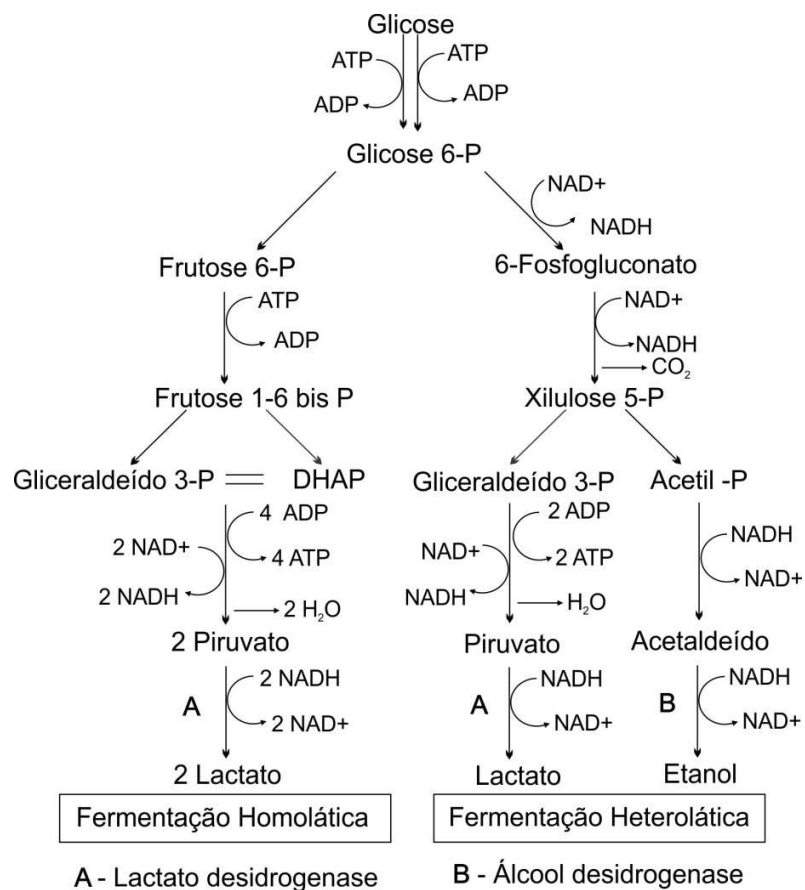 Glicose
ATP ATP
ADP ADP
Glicose 6-P
NAD+
NADH
Frutose 6-P
6-Fosfogluconato
ATP
ADP
NAD+
NADH
CO₂
Frutose 1-6 bis P
Xilulose 5-P
Gliceraldeído 3-P DHAP
Gliceraldeído 3-P Acetil -P
4 ADP
4 ATP
2 NAD+
2 NADH
2 H₂O
2 ADP
2 ATP
NAD+
NADH
H₂O
NADH
NAD+
2 Piruvato
Piruvato
Acetaldeído
A
2 NADH
2 NAD+
A
NADH
NAD+
B
NADH
NAD+
2 Lactato
Lactato
Etanol
Fermentação Homolática
Fermentação Heterolática
A - Lactato desidrogenase
B - Álcool desidrogenase